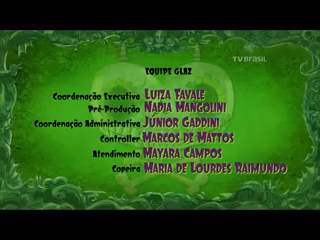 TV BRASIL
EQUIPE GLAZ
Coordenação Executiva LUIZA FAVALE
Pré-Produção NADIA MANGOLINI
Coordenação Administrativa JÚNIOR GADDINI
Controller MARCOS DE MATTOS
Atendimento MAYARA CAMPOS
Copeira MARIA DE LOURDES RAIMUNDO